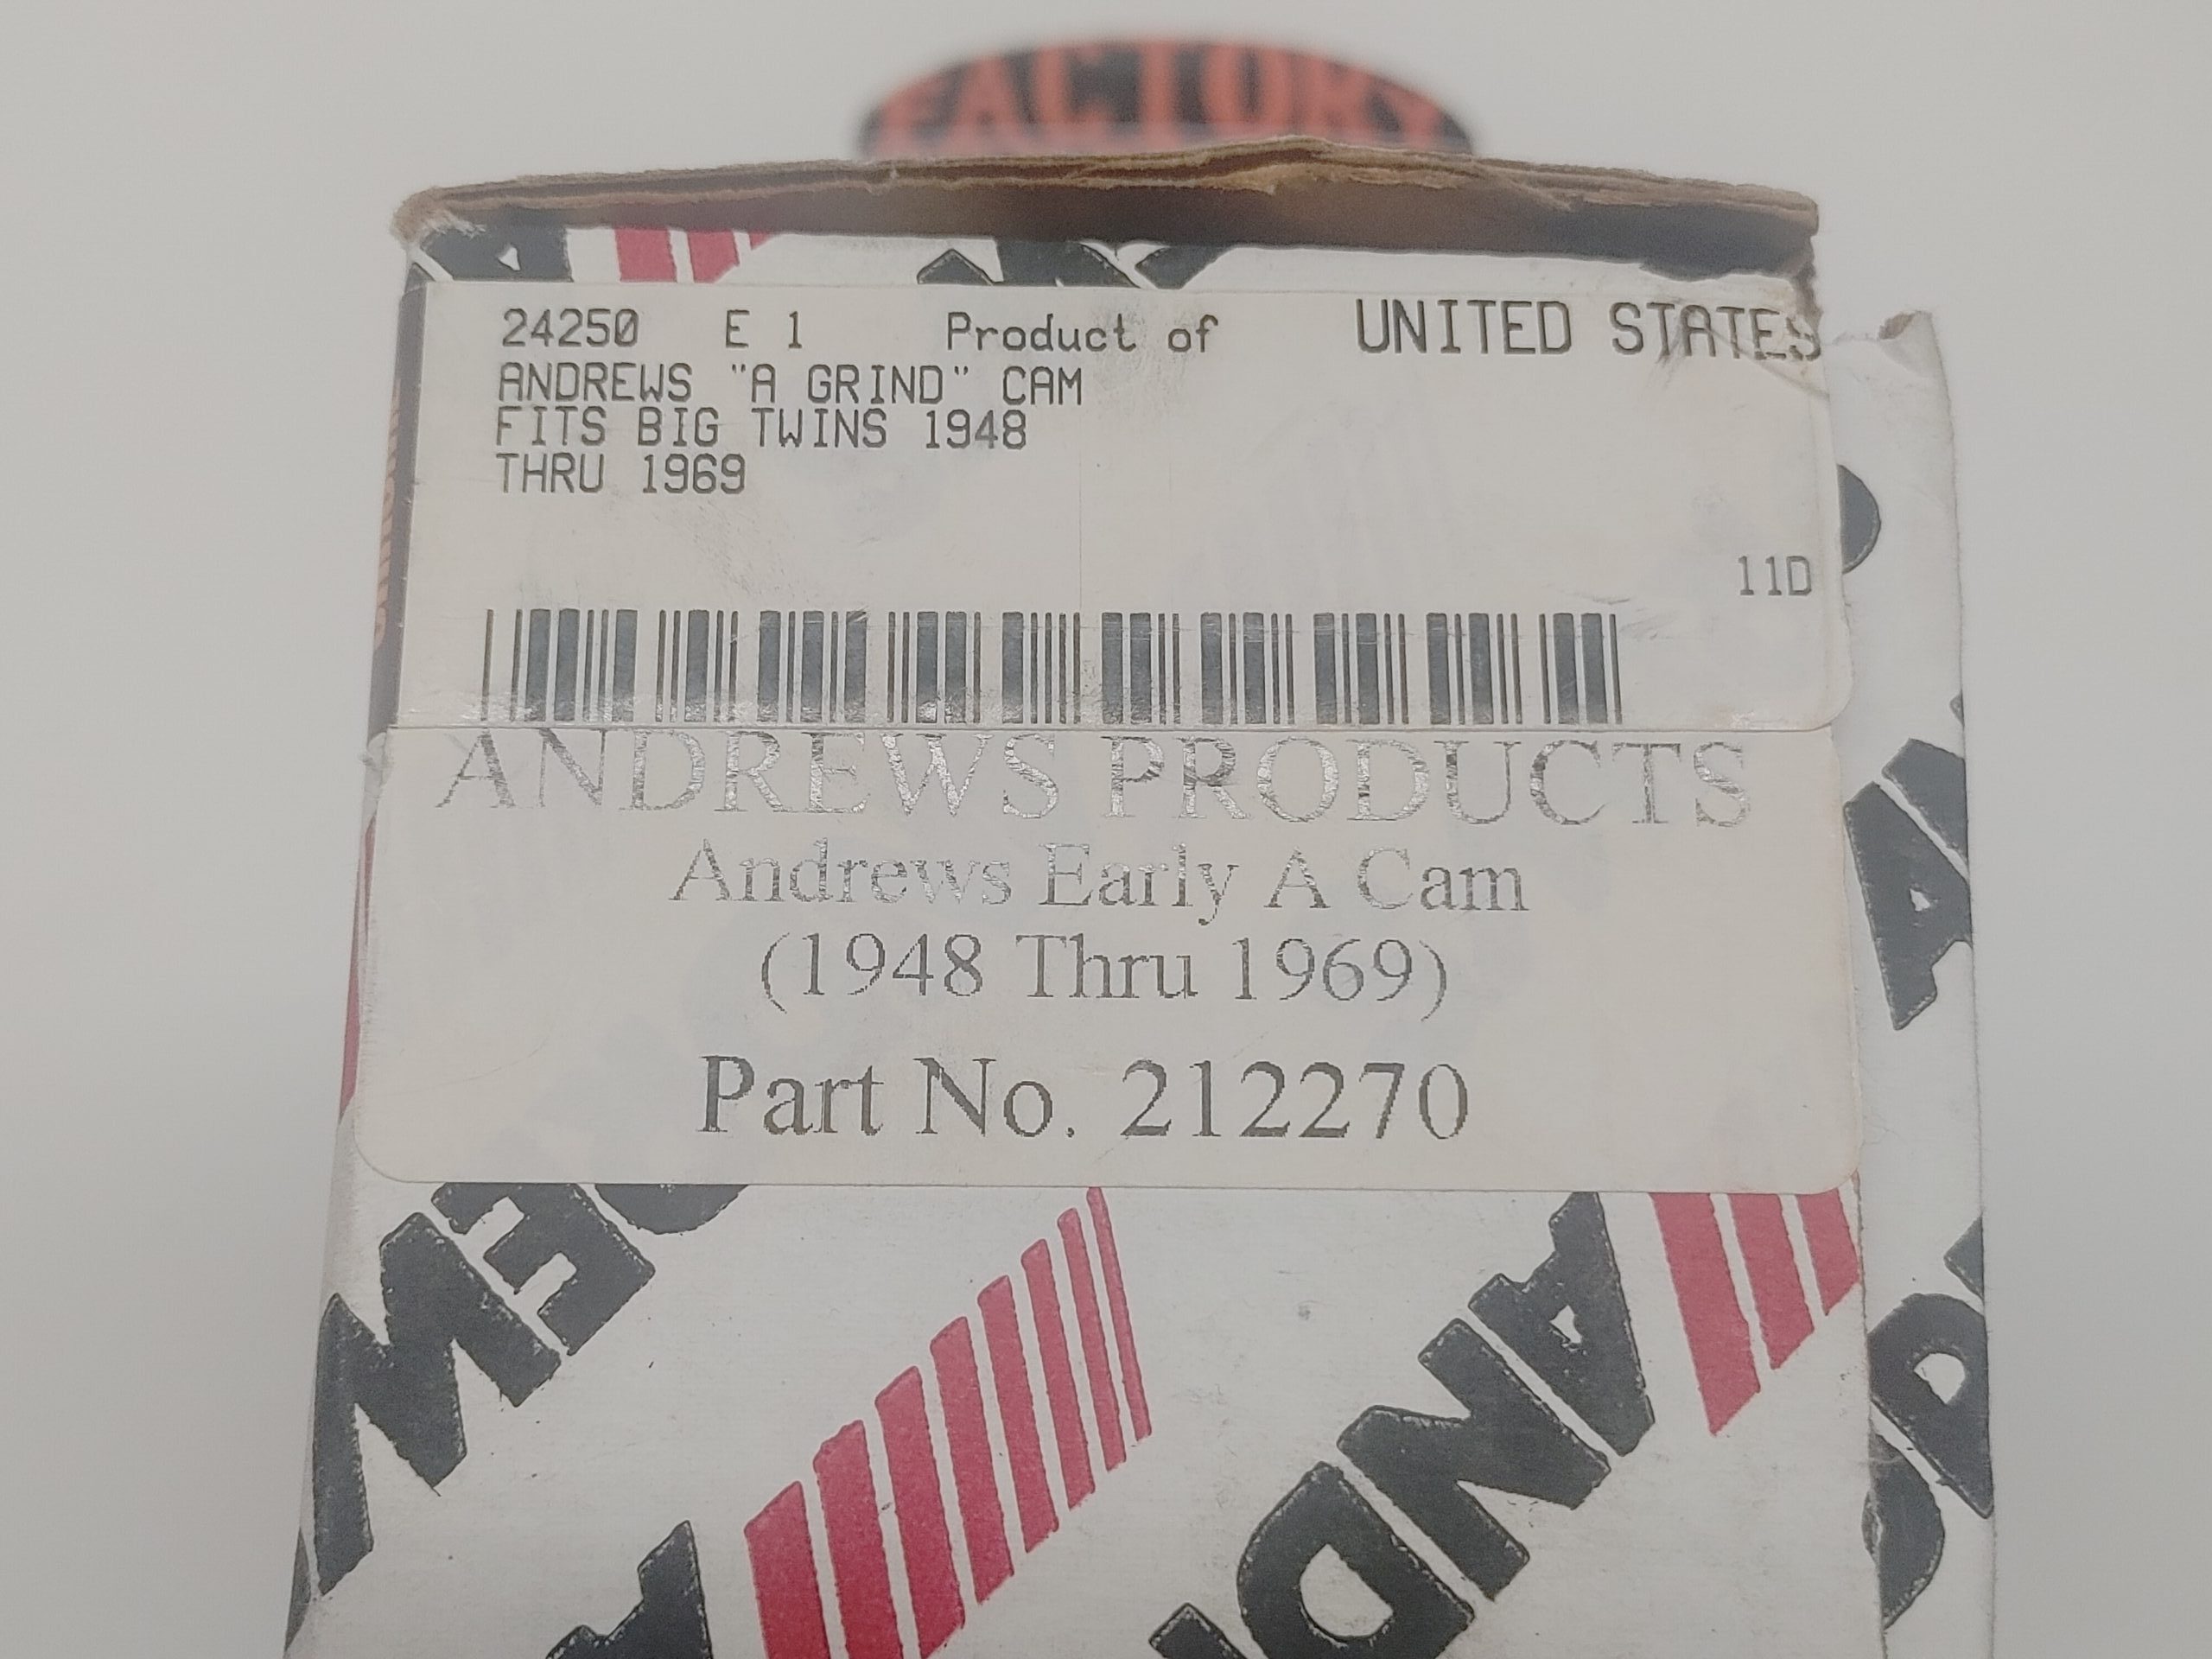 FACTORY
24250 E 1 Product of UNITED STATES
ANDREWS "A GRIND" CAM
FITS BIG TWINS 1948
THRU 1969
11D
ANDREWS PRODUCTS
Andrews Early A Cam
(1948 Thru 1969)
Part No. 212270
AND